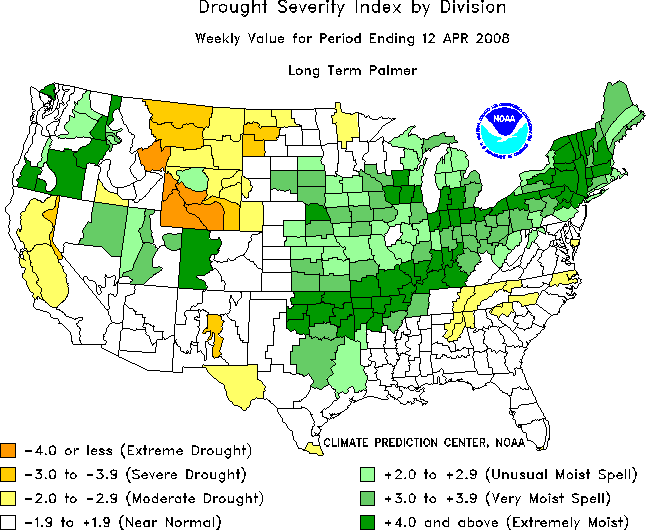 Drought Severity Index by Division
Weekly Value for Period Ending 12 APR 2008
Long Term Palmer
NOAA
CLIMATE PREDICTION CENTER, NOAA
-4.0 or less (Extreme Drought)
-3.0 to -3.9 (Severe Drought)
-2.0 to -2.9 (Moderate Drought)
-1.9 to +1.9 (Near Normal)
+2.0 to +2.9 (Unusual Moist Spell)
+3.0 to +3.9 (Very Moist Spell)
+4.0 and above (Extremely Moist)